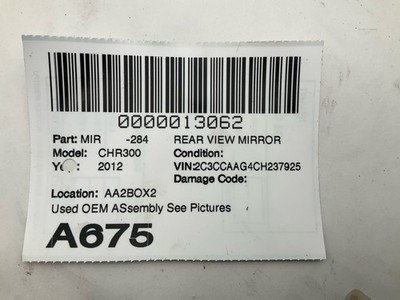 0000013062
Part: MIR -284 REAR VIEW MIRROR
Model: CHR300 Condition:
2012 VIN:2C3CCAAG4CH237925
Damage Code:
Location: AA2BOX2
Used OEM ASsembly See Pictures
A675